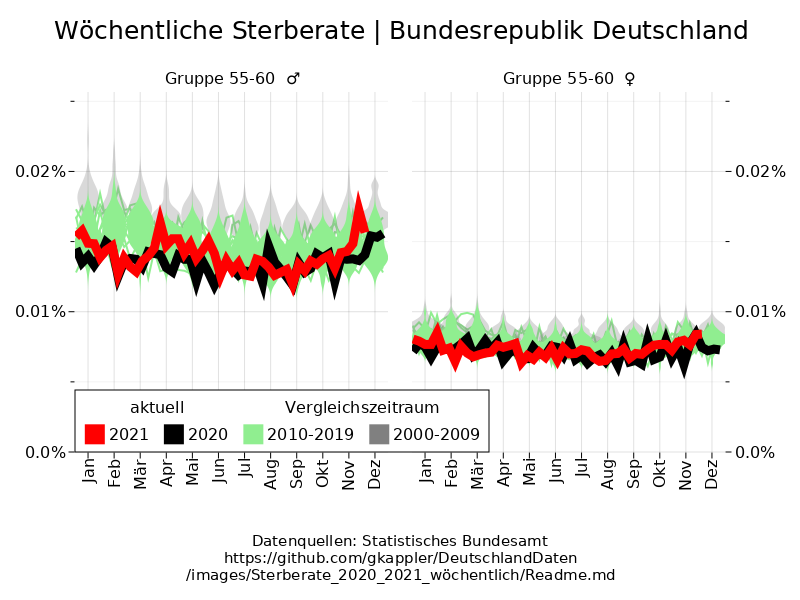 Wöchentliche Sterberate | Bundesrepublik Deutschland
Gruppe 55-60 ♂
Gruppe 55-60 ♀
0.02%
0.01%
0.0%
0.02%
0.01%
0.0%
aktuell Vergleichszeitraum
2021 2020 2010-2019 2000-2009
Jan Feb Mär Apr Mai Jun Jul Aug Sep Okt Nov Dez
Jan Feb Mär Apr Mai Jun Jul Aug Sep Okt Nov Dez
Datenquellen: Statistisches Bundesamt
https://github.com/gkappler/DeutschlandDaten
/images/Sterberate_2020_2021_wöchentlich/Readme.md